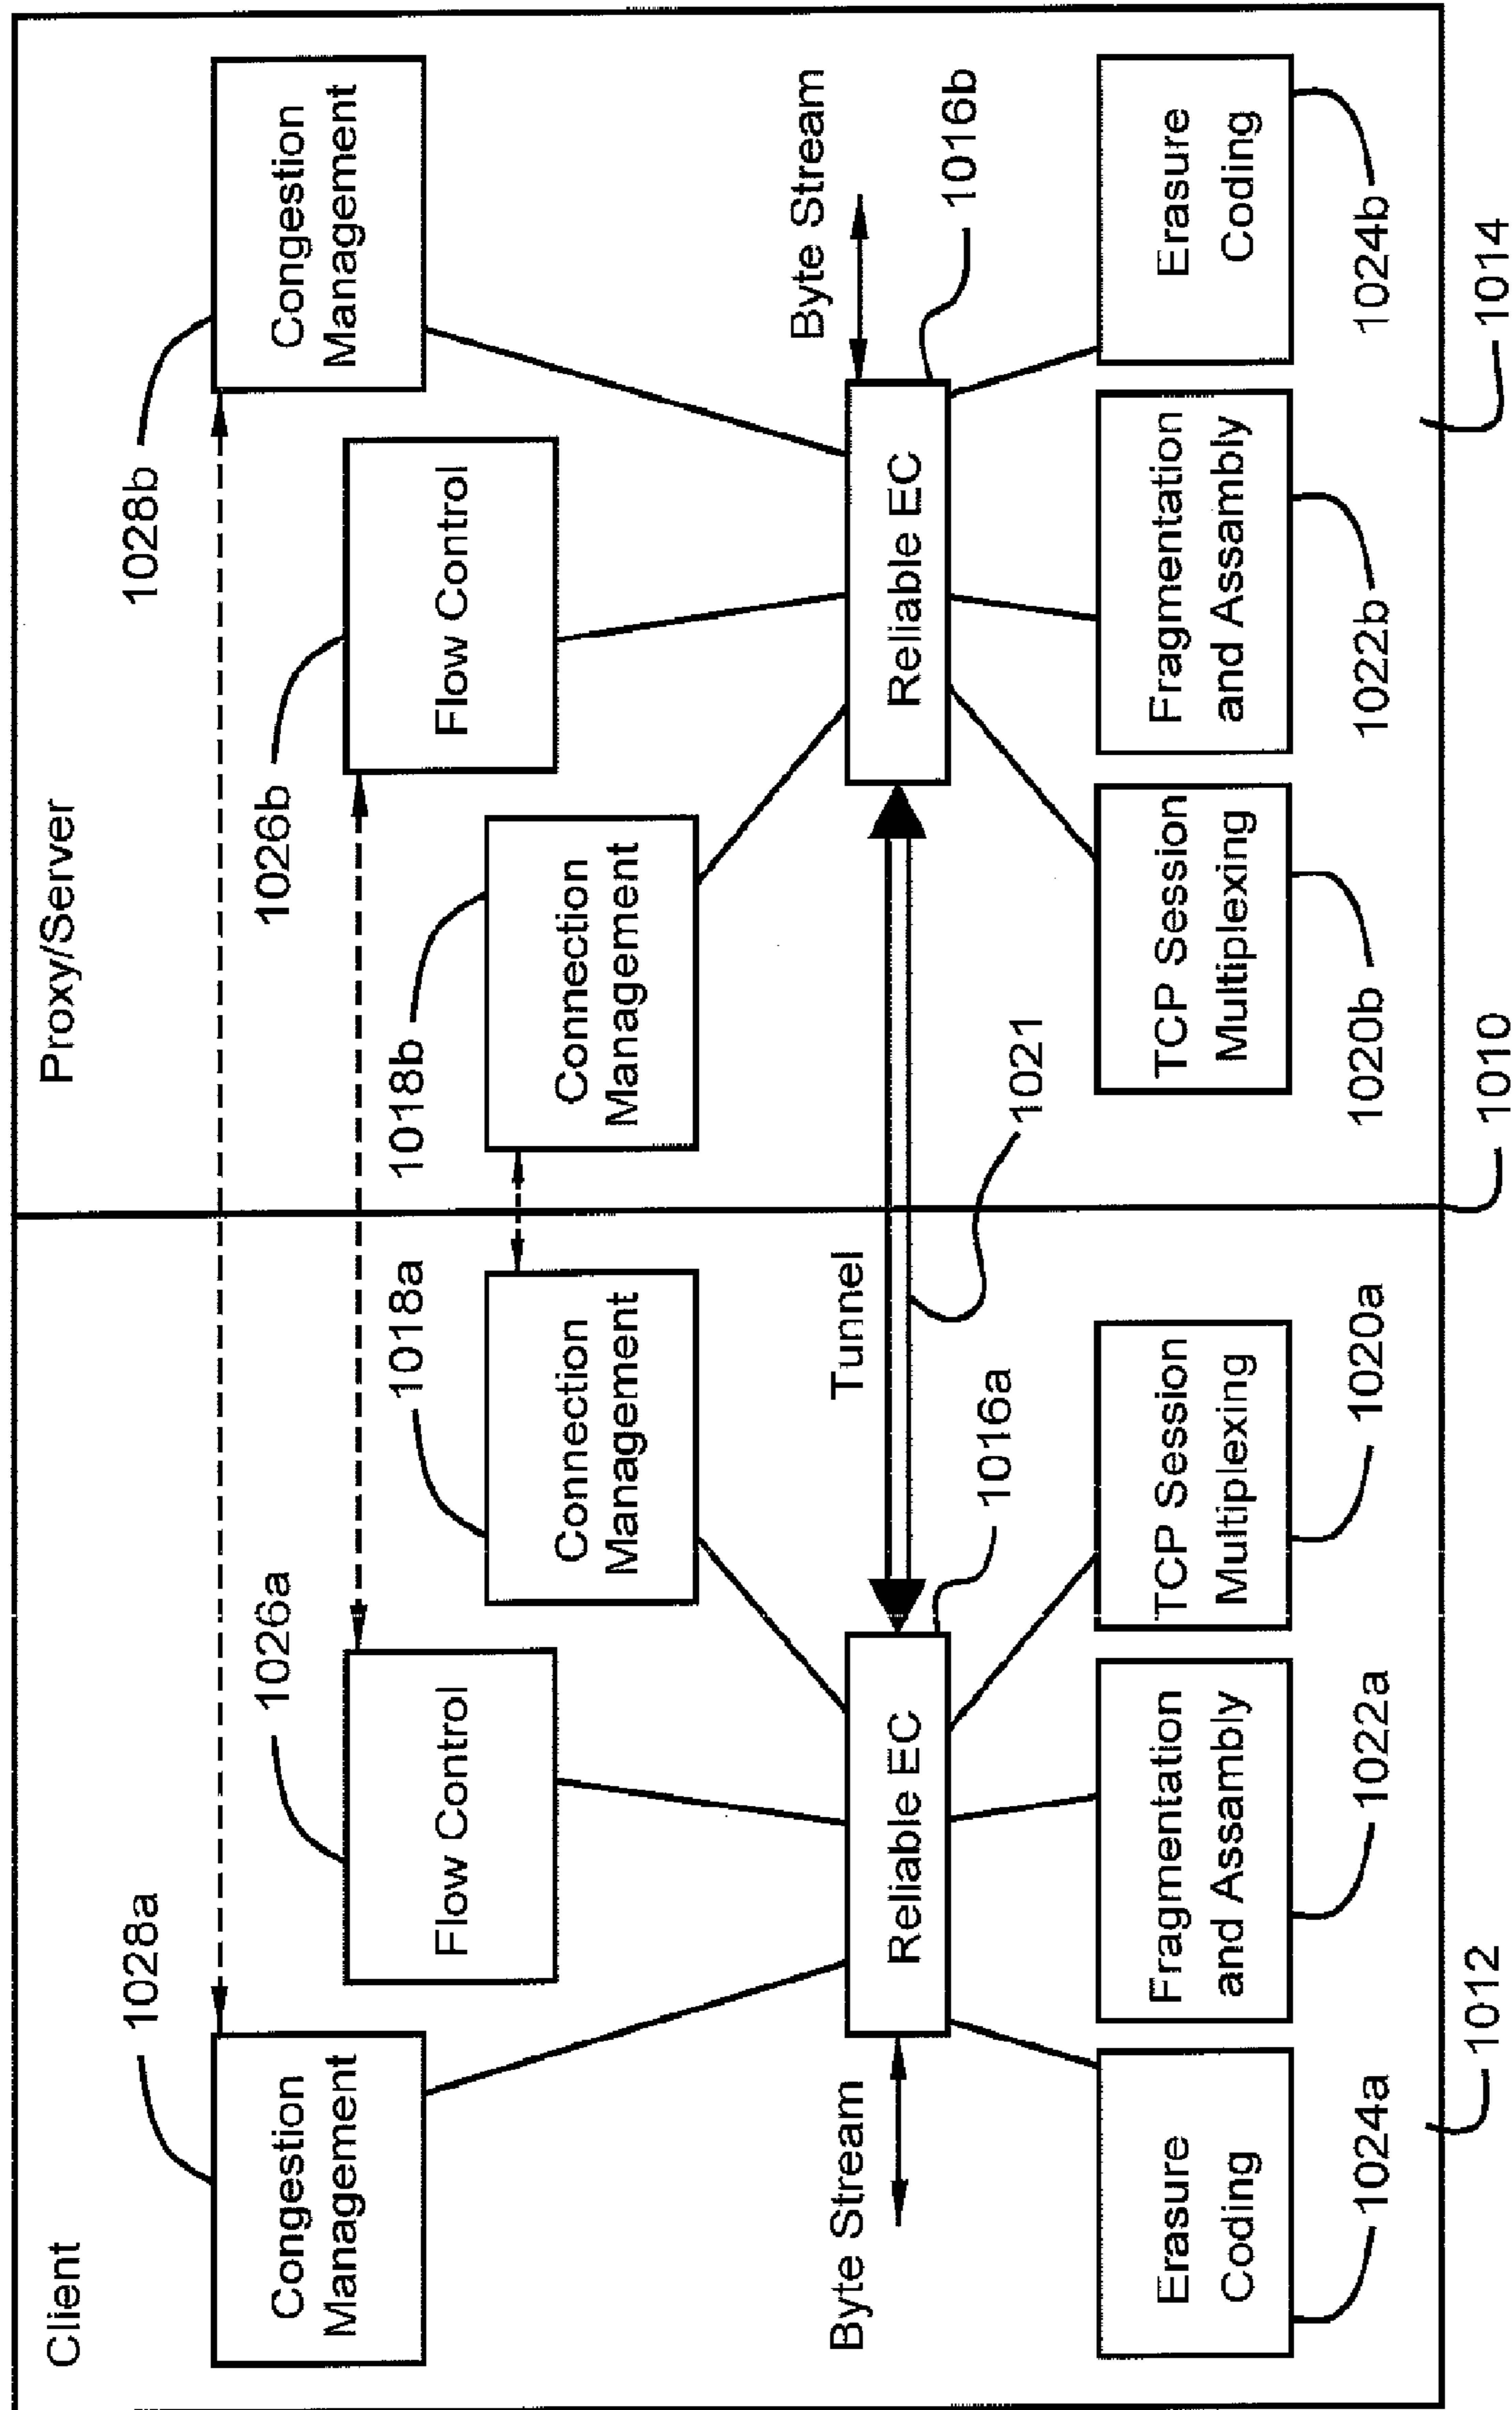 Client
Proxy/Server
1028a
1028b
Congestion
Management
Congestion
Management
1026a
1026b
Flow Control
Flow Control
1018a
1018b
Connection
Management
Connection
Management
Byte Stream
Tunnel
Byte Stream
Reliable EC
Reliable EC
1016a
1021
1016b
Erasure
Coding
Fragmentation
and Assambly
TCP Session
Multiplexing
TCP Session
Multiplexing
Fragmentation
and Assambly
Erasure
Coding
1024a
1022a
1020a
1020b
1022b
1024b
1012
1010
1014